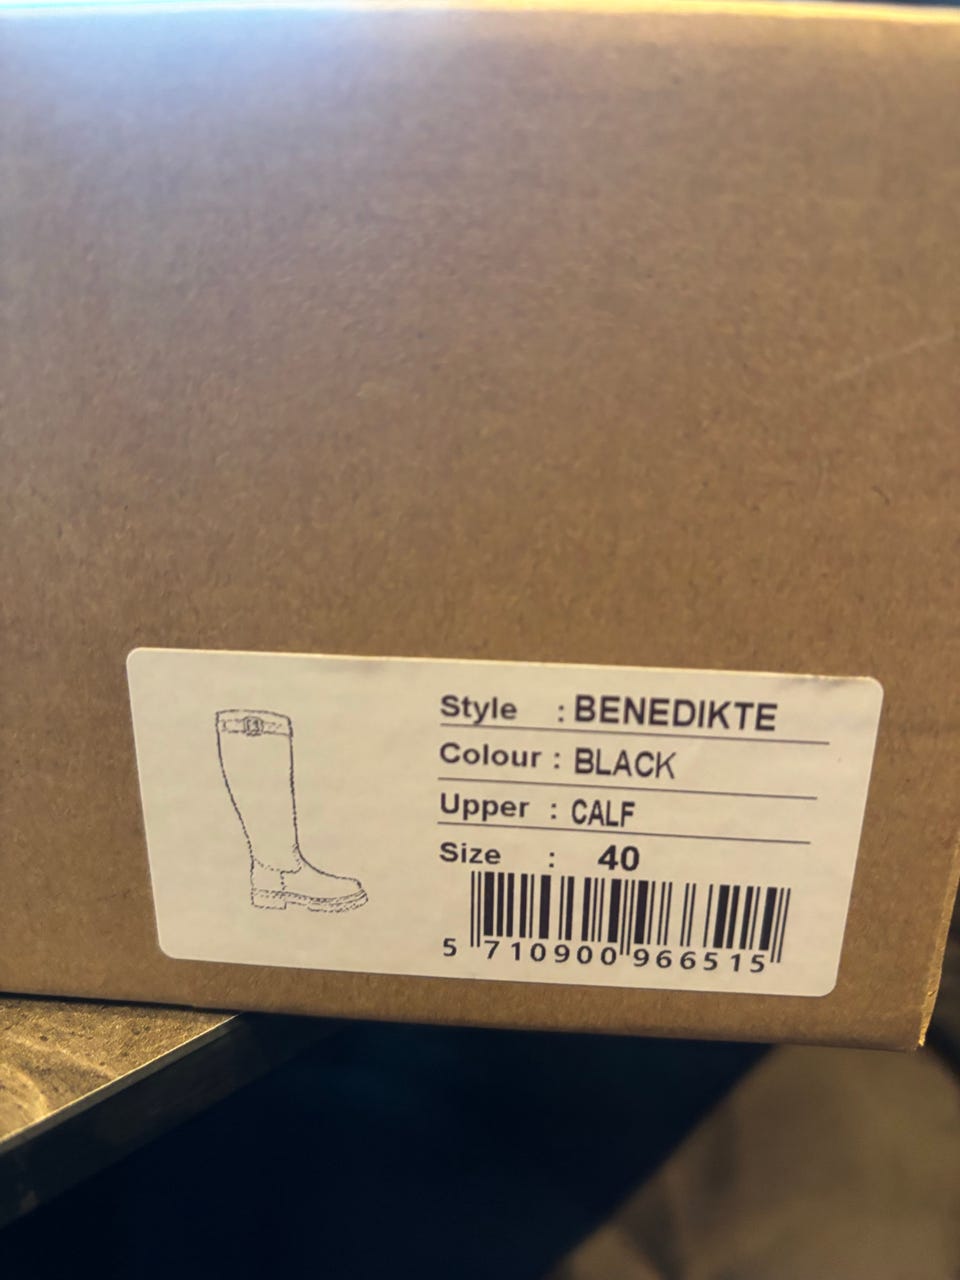 Style : BENEDIKTE
Colour : BLACK
Upper : CALF
Size : 40
5 710900 966515